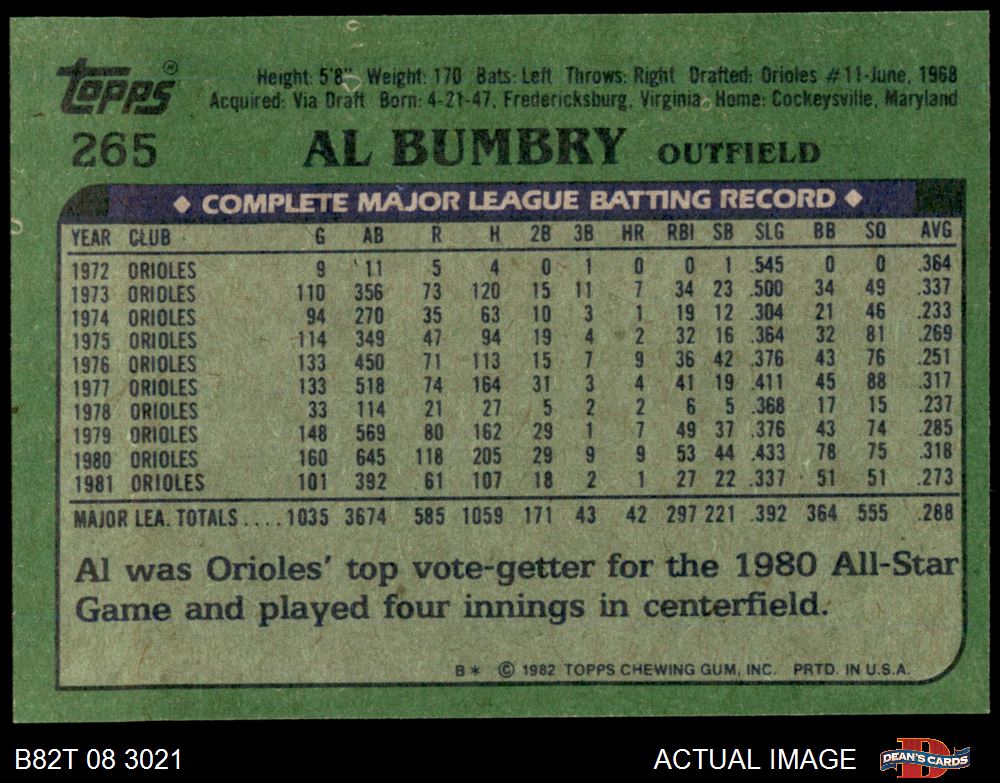 TOPPS®
265
Height: 5'8" Weight: 170 Bats: Left Throws: Right Drafted: Orioles #11-June, 1968
Acquired: Via Draft Born: 4-21-47, Fredericksburg, Virginia Home: Cockeysville, Maryland
AL BUMBRY OUTFIELD
◆ COMPLETE MAJOR LEAGUE BATTING RECORD ◆
YEAR CLUB G AB R H 2B 3B HR RBI SB SLG BB SO AVG
1972 ORIOLES 9 11 5 4 0 1 0 0 1 .545 0 0 .364
1973 ORIOLES 110 356 73 120 15 11 7 34 23 .500 34 49 .337
1974 ORIOLES 94 270 35 63 10 3 1 19 12 .304 21 46 .233
1975 ORIOLES 114 349 47 94 19 4 2 32 16 .364 32 81 .269
1976 ORIOLES 133 450 71 113 15 7 9 36 42 .376 43 76 .251
1977 ORIOLES 133 518 74 164 31 3 4 41 19 .411 45 88 .317
1978 ORIOLES 33 114 21 27 5 2 2 6 5 .368 17 15 .237
1979 ORIOLES 148 569 80 162 29 1 7 49 37 .376 43 74 .285
1980 ORIOLES 160 645 118 205 29 9 9 53 44 .433 78 75 .318
1981 ORIOLES 101 392 61 107 18 2 1 27 22 .337 51 51 .273
MAJOR LEA. TOTALS.... 1035 3674 585 1059 171 43 42 297 221 .392 364 555 .288
Al was Orioles' top vote-getter for the 1980 All-Star
Game and played four innings in centerfield.
B* © 1982 TOPPS CHEWING GUM, INC. PRTD. IN U.S.A.
B82T 08 3021
ACTUAL IMAGE
DEAN'S CARDS